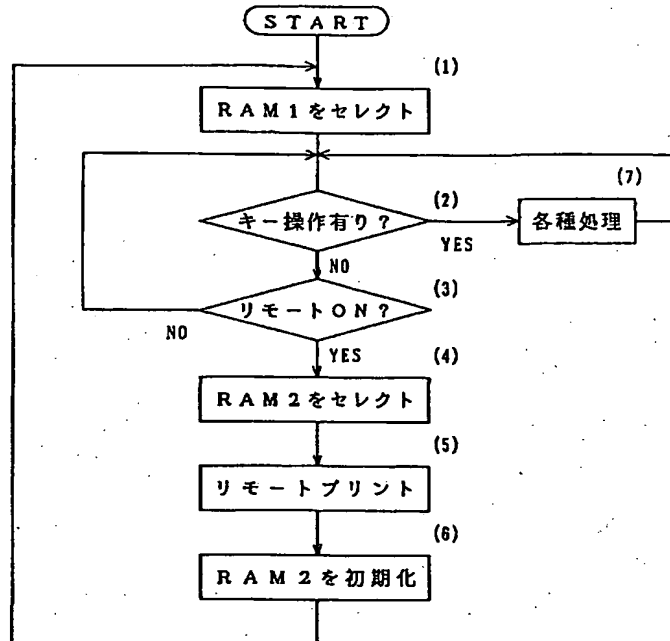 START
(1)
RAM1をセレクト
(7)
(2)
キー操作有り?
YES
各種処理
NO
(3)
リモートON?
NO
YES
(4)
RAM2をセレクト
(5)
リモートプリント
(6)
RAM2を初期化